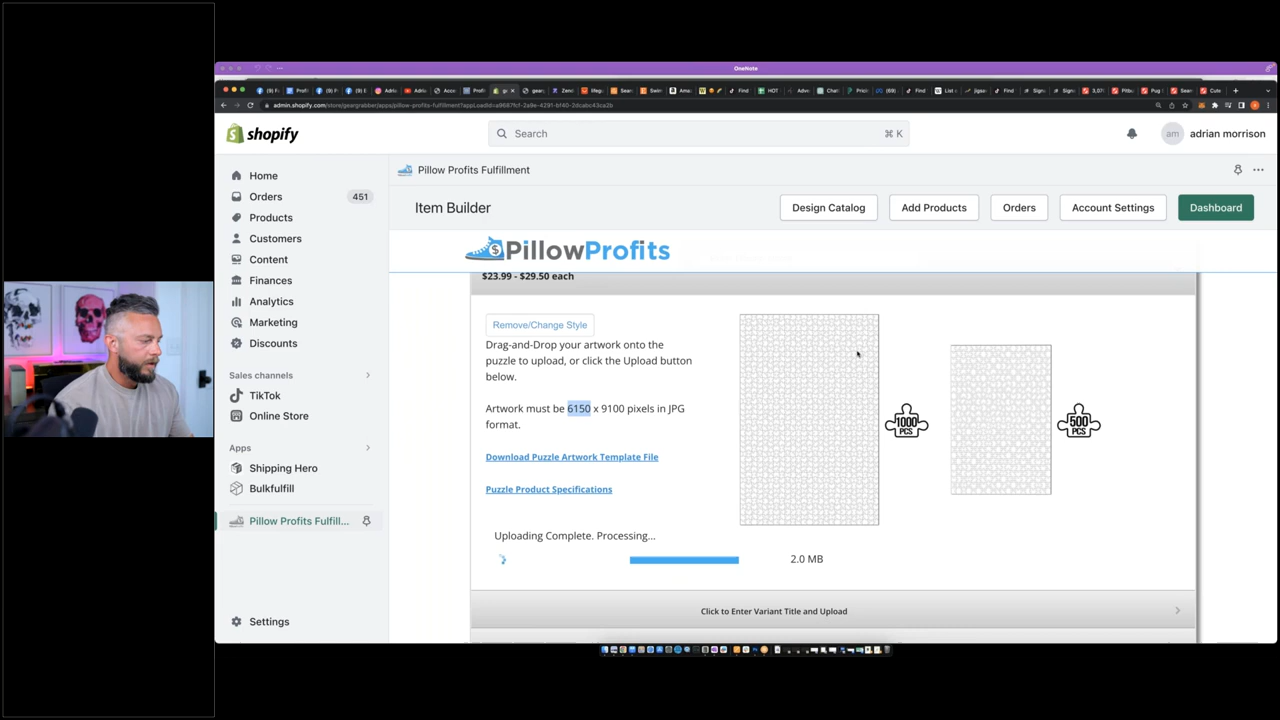 OneNote
admin.shopify.com/store/geargrabber/apps/pillow-profits-fulfillment?appLoadId=
shopify
Search
⌘ K
am
adrian morrison
Home
Orders
451
Products
Customers
Content
Finances
Analytics
Marketing
Discounts
Sales channels
TikTok
Online Store
Apps
Shipping Hero
Bulkfulfill
Pillow Profits Fulfill...
Settings
Pillow Profits Fulfillment
Item Builder
Design Catalog
Add Products
Orders
Account Settings
Dashboard
PillowProfits
$23.99 - $29.50 each
Remove/Change Style
Drag-and-Drop your artwork onto the
puzzle to upload, or click the Upload button
below.
Artwork must be 6150 x 9100 pixels in JPG
format.
Download Puzzle Artwork Template File
Puzzle Product Specifications
Uploading Complete. Processing...
2.0 MB
1000
PCS
500
PCS
Click to Enter Variant Title and Upload